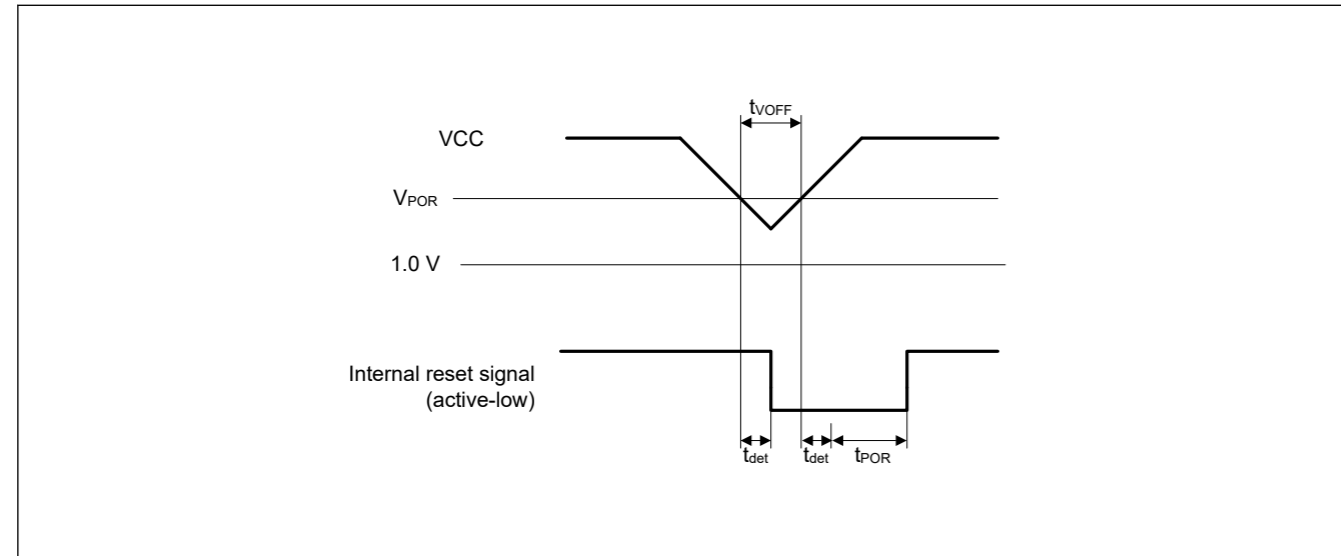 tVOFF
VCC
VPOR
1.0 V
Internal reset signal
(active-low)
tdet tdet tPOR